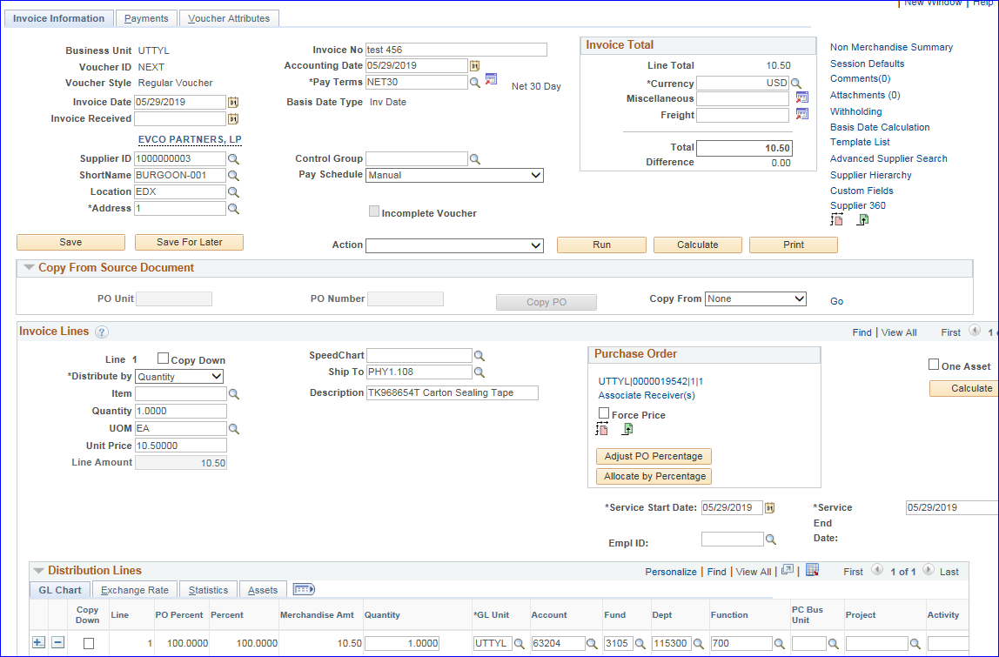 New Window | Help
Invoice Information Payments Voucher Attributes
Business Unit UTTYL
Voucher ID NEXT
Voucher Style Regular Voucher
Invoice Date 05/29/2019
Invoice Received
EVCO PARTNERS, LP
Supplier ID 1000000003
ShortName BURGOON-001
Location EDX
*Address 1
Invoice No test 456
Accounting Date 05/29/2019
*Pay Terms NET30 Net 30 Day
Basis Date Type Inv Date
Control Group
Pay Schedule Manual
Incomplete Voucher
Invoice Total
Line Total 10.50
*Currency USD
Miscellaneous
Freight
Total 10.50
Difference 0.00
Non Merchandise Summary
Session Defaults
Comments(0)
Attachments (0)
Withholding
Basis Date Calculation
Template List
Advanced Supplier Search
Supplier Hierarchy
Custom Fields
Supplier 360
Save Save For Later Action Run Calculate Print
Copy From Source Document
PO Unit PO Number Copy PO Copy From None Go
Invoice Lines Find | View All First 1
Line 1 Copy Down
*Distribute by Quantity
Item
Quantity 1.0000
UOM EA
Unit Price 10.50000
Line Amount 10.50
SpeedChart
Ship To PHY1.108
Description TK968654T Carton Sealing Tape
Purchase Order
UTTYL|0000019542|1|1
Associate Receiver(s)
Force Price
Adjust PO Percentage
Allocate by Percentage
One Asset
Calculate
*Service Start Date: 05/29/2019
*Service End Date: 05/29/2019
Empl ID:
Distribution Lines Personalize | Find | View All | | First 1 of 1 Last
GL Chart Exchange Rate Statistics Assets
Copy Down Line PO Percent Percent Merchandise Amt Quantity *GL Unit Account Fund Dept Function PC Bus Unit Project Activity
1 100.0000 100.0000 10.50 1.0000 UTTYL 63204 3105 115300 700